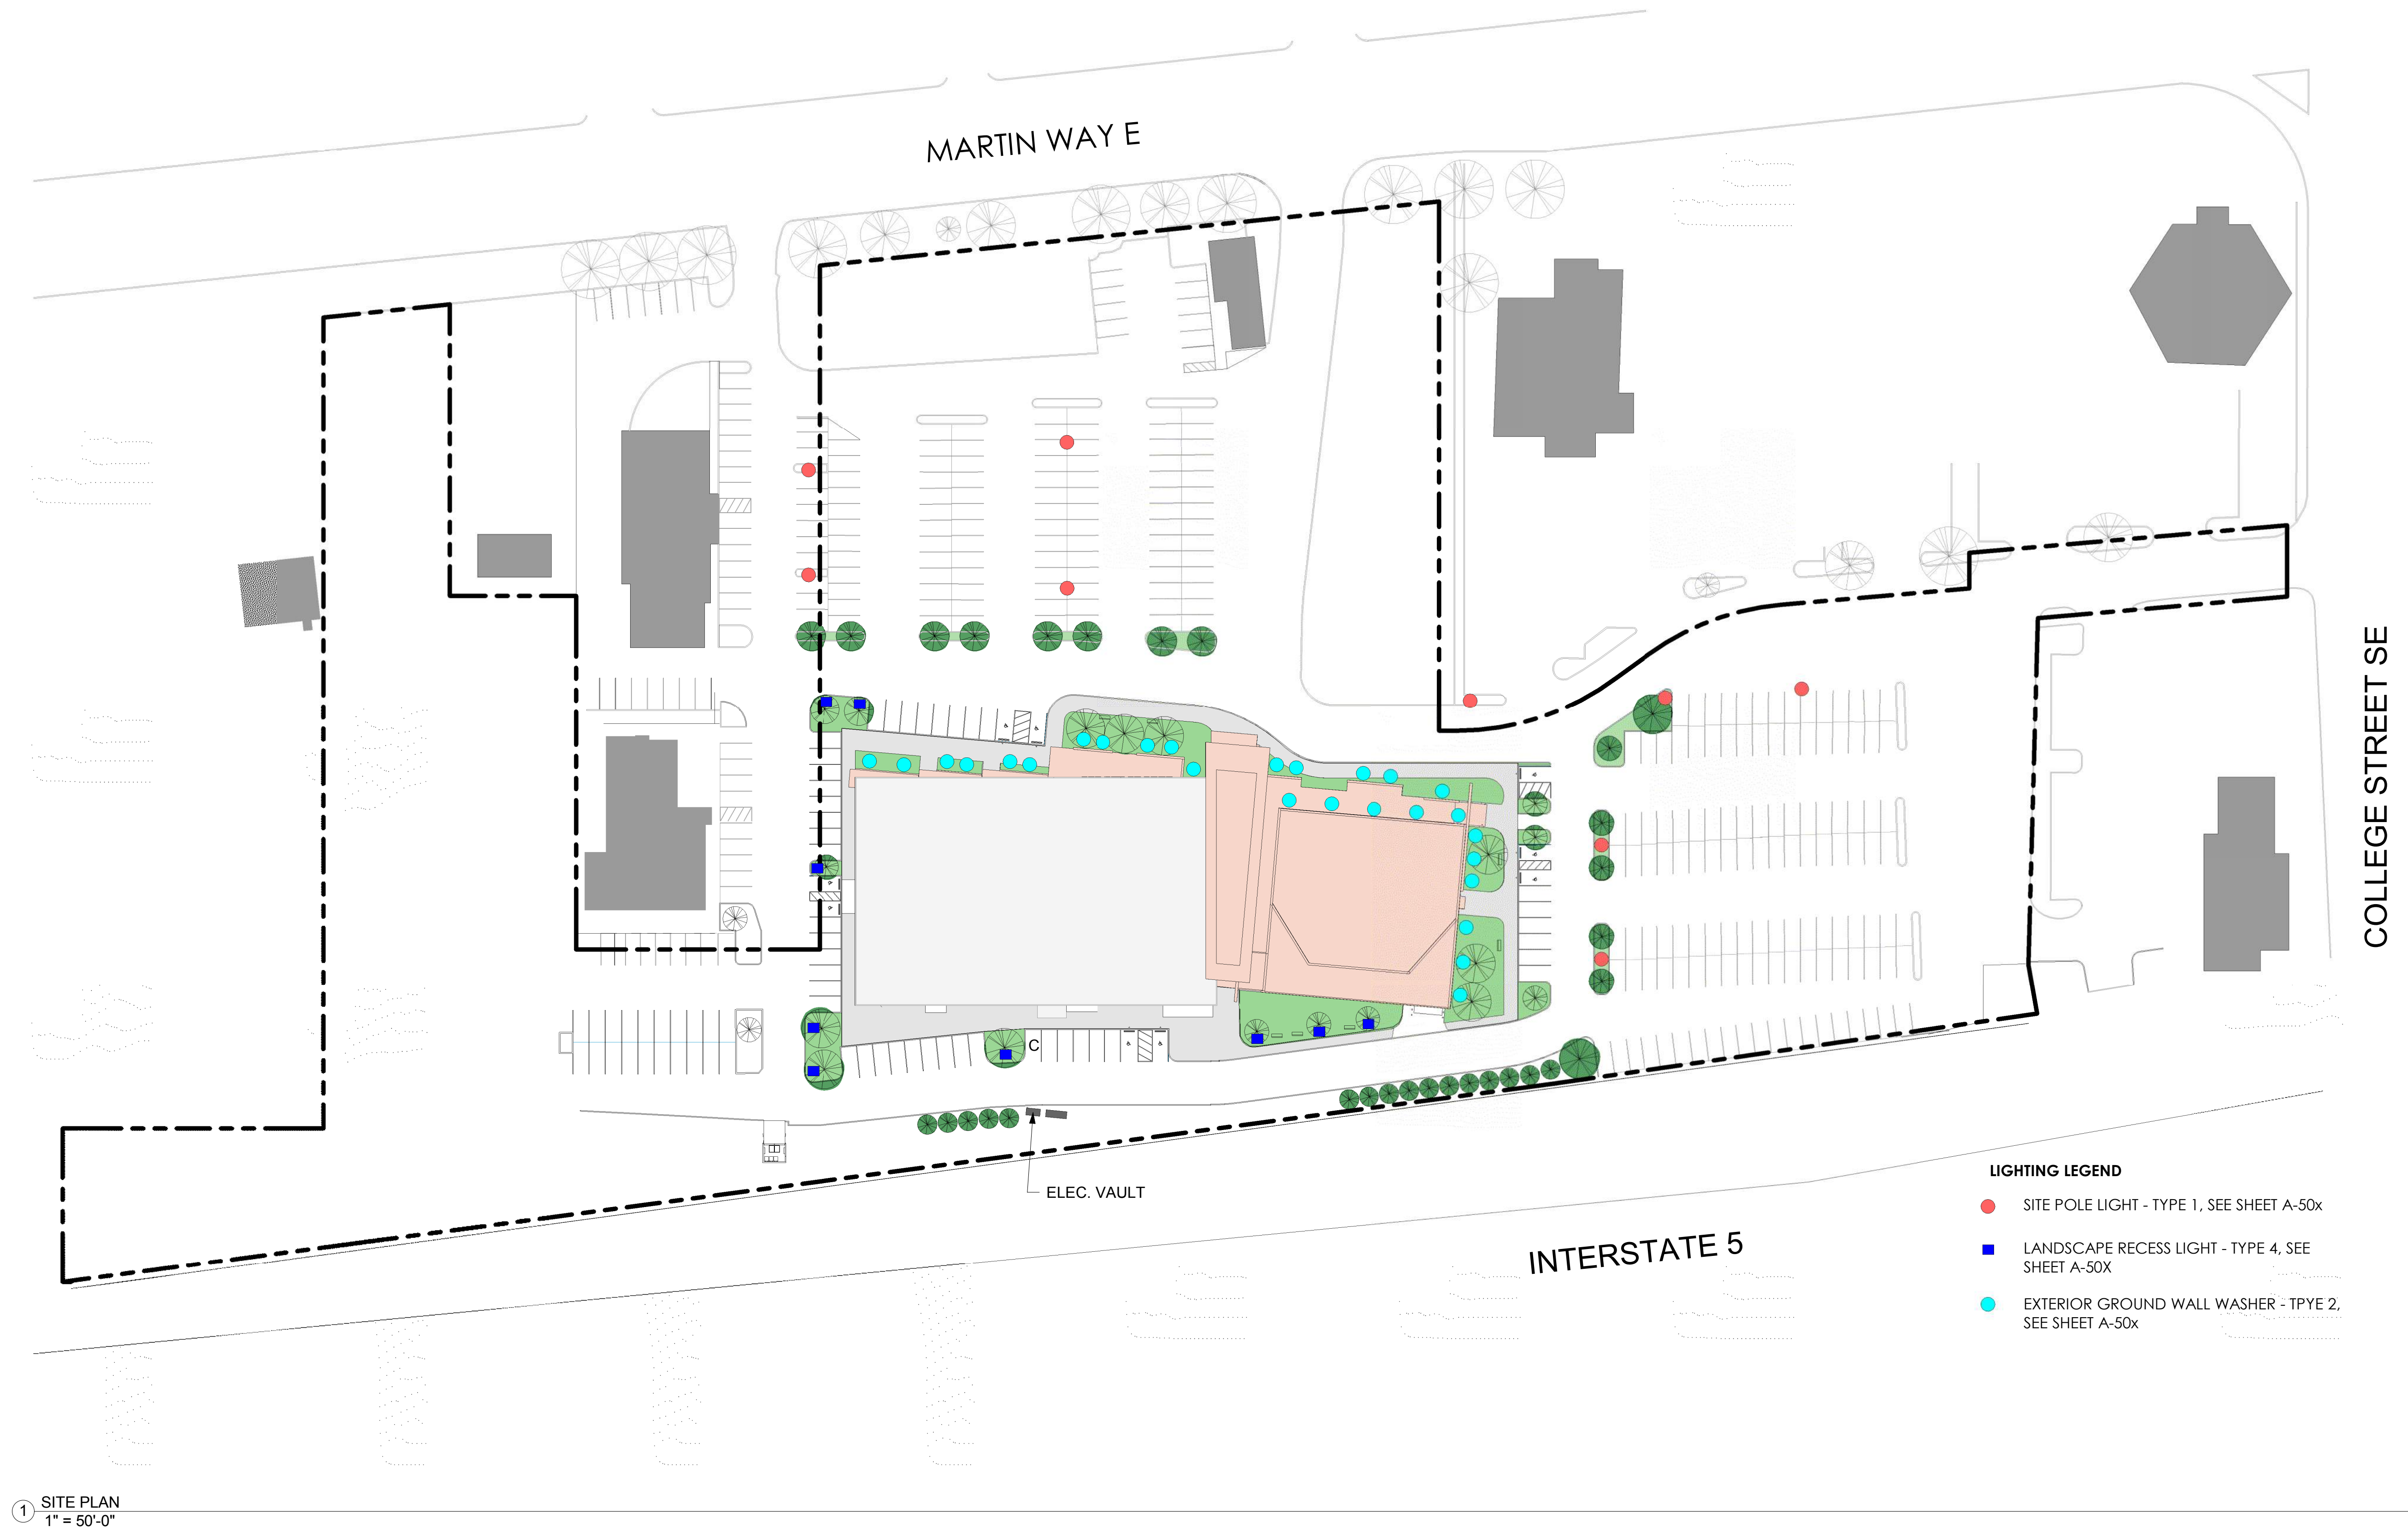 MARTIN WAY E
COLLEGE STREET SE
C
ELEC. VAULT
INTERSTATE 5
LIGHTING LEGEND
SITE POLE LIGHT - TYPE 1, SEE SHEET A-50x
LANDSCAPE RECESS LIGHT - TYPE 4, SEE
SHEET A-50X
EXTERIOR GROUND WALL WASHER - TPYE 2,
SEE SHEET A-50x
1 SITE PLAN
1" = 50'-0"